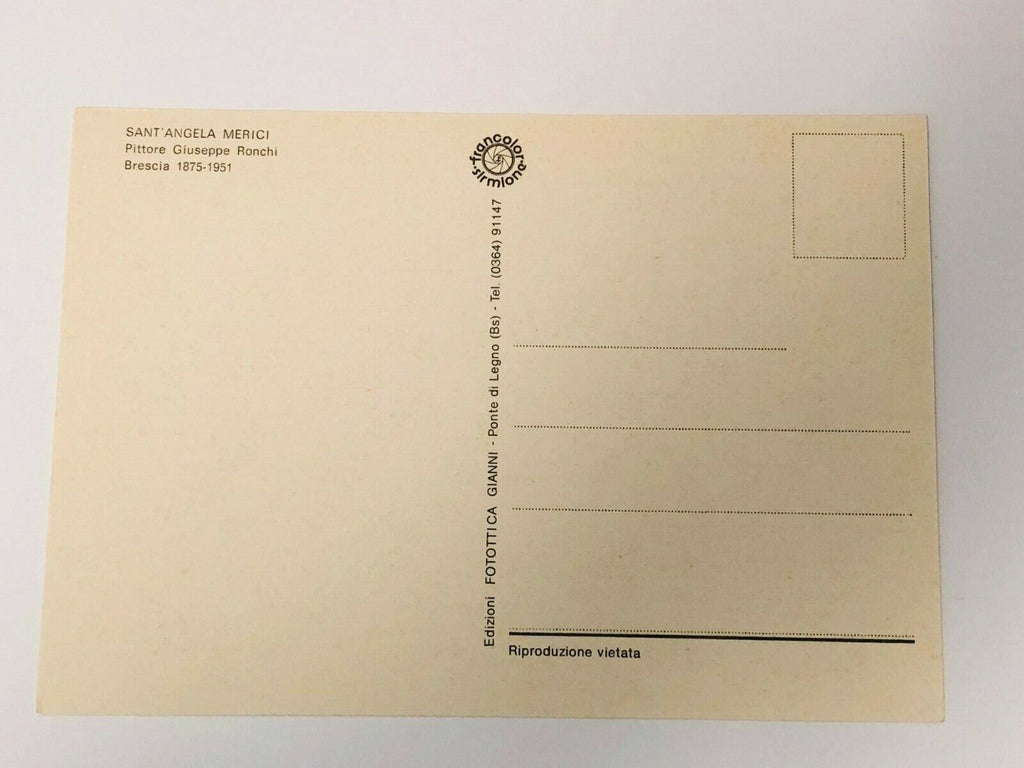 SANT'ANGELA MERICI
Pittore Giuseppe Ronchi
Brescia 1875-1951
francolor
sirmione
Edizioni FOTOTTICA GIANNI - Ponte di Legno (Bs) - Tel. (0364) 91147
Riproduzione vietata